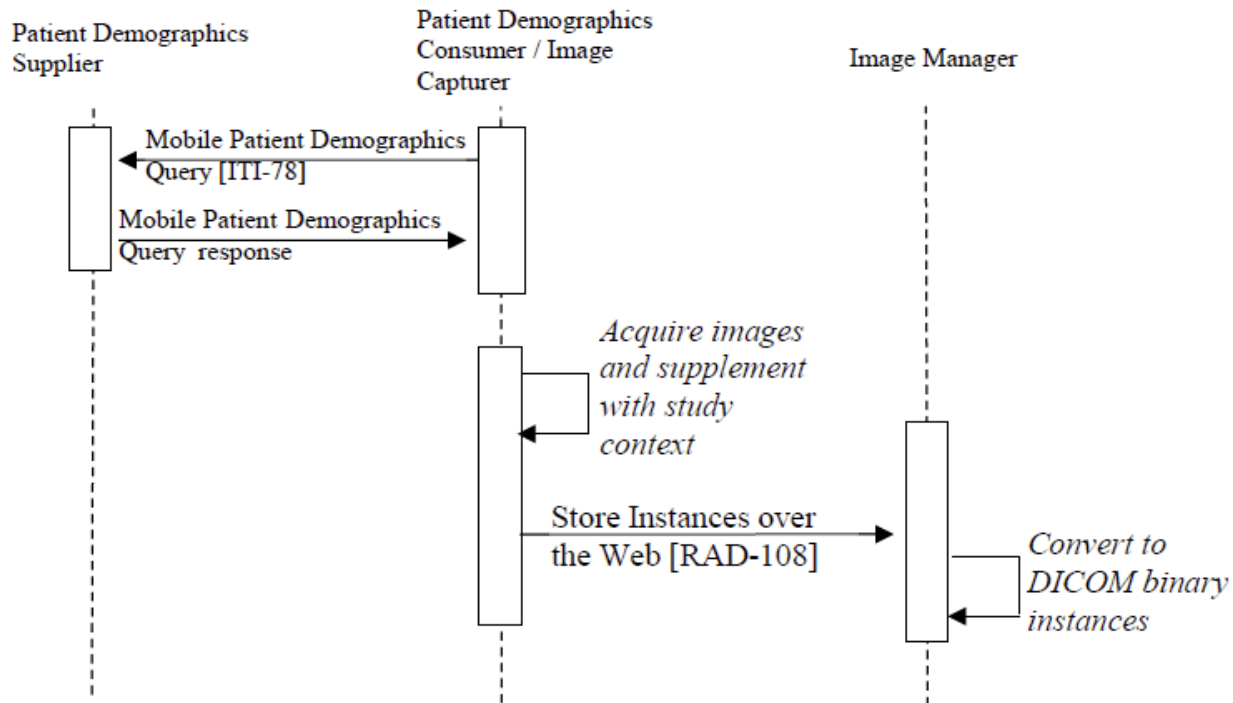 Patient Demographics
Supplier
Patient Demographics
Consumer / Image
Capturer
Image Manager
Mobile Patient Demographics
Query [ITI-78]
Mobile Patient Demographics
Query response
Acquire images
and supplement
with study
context
Store Instances over
the Web [RAD-108]
Convert to
DICOM binary
instances